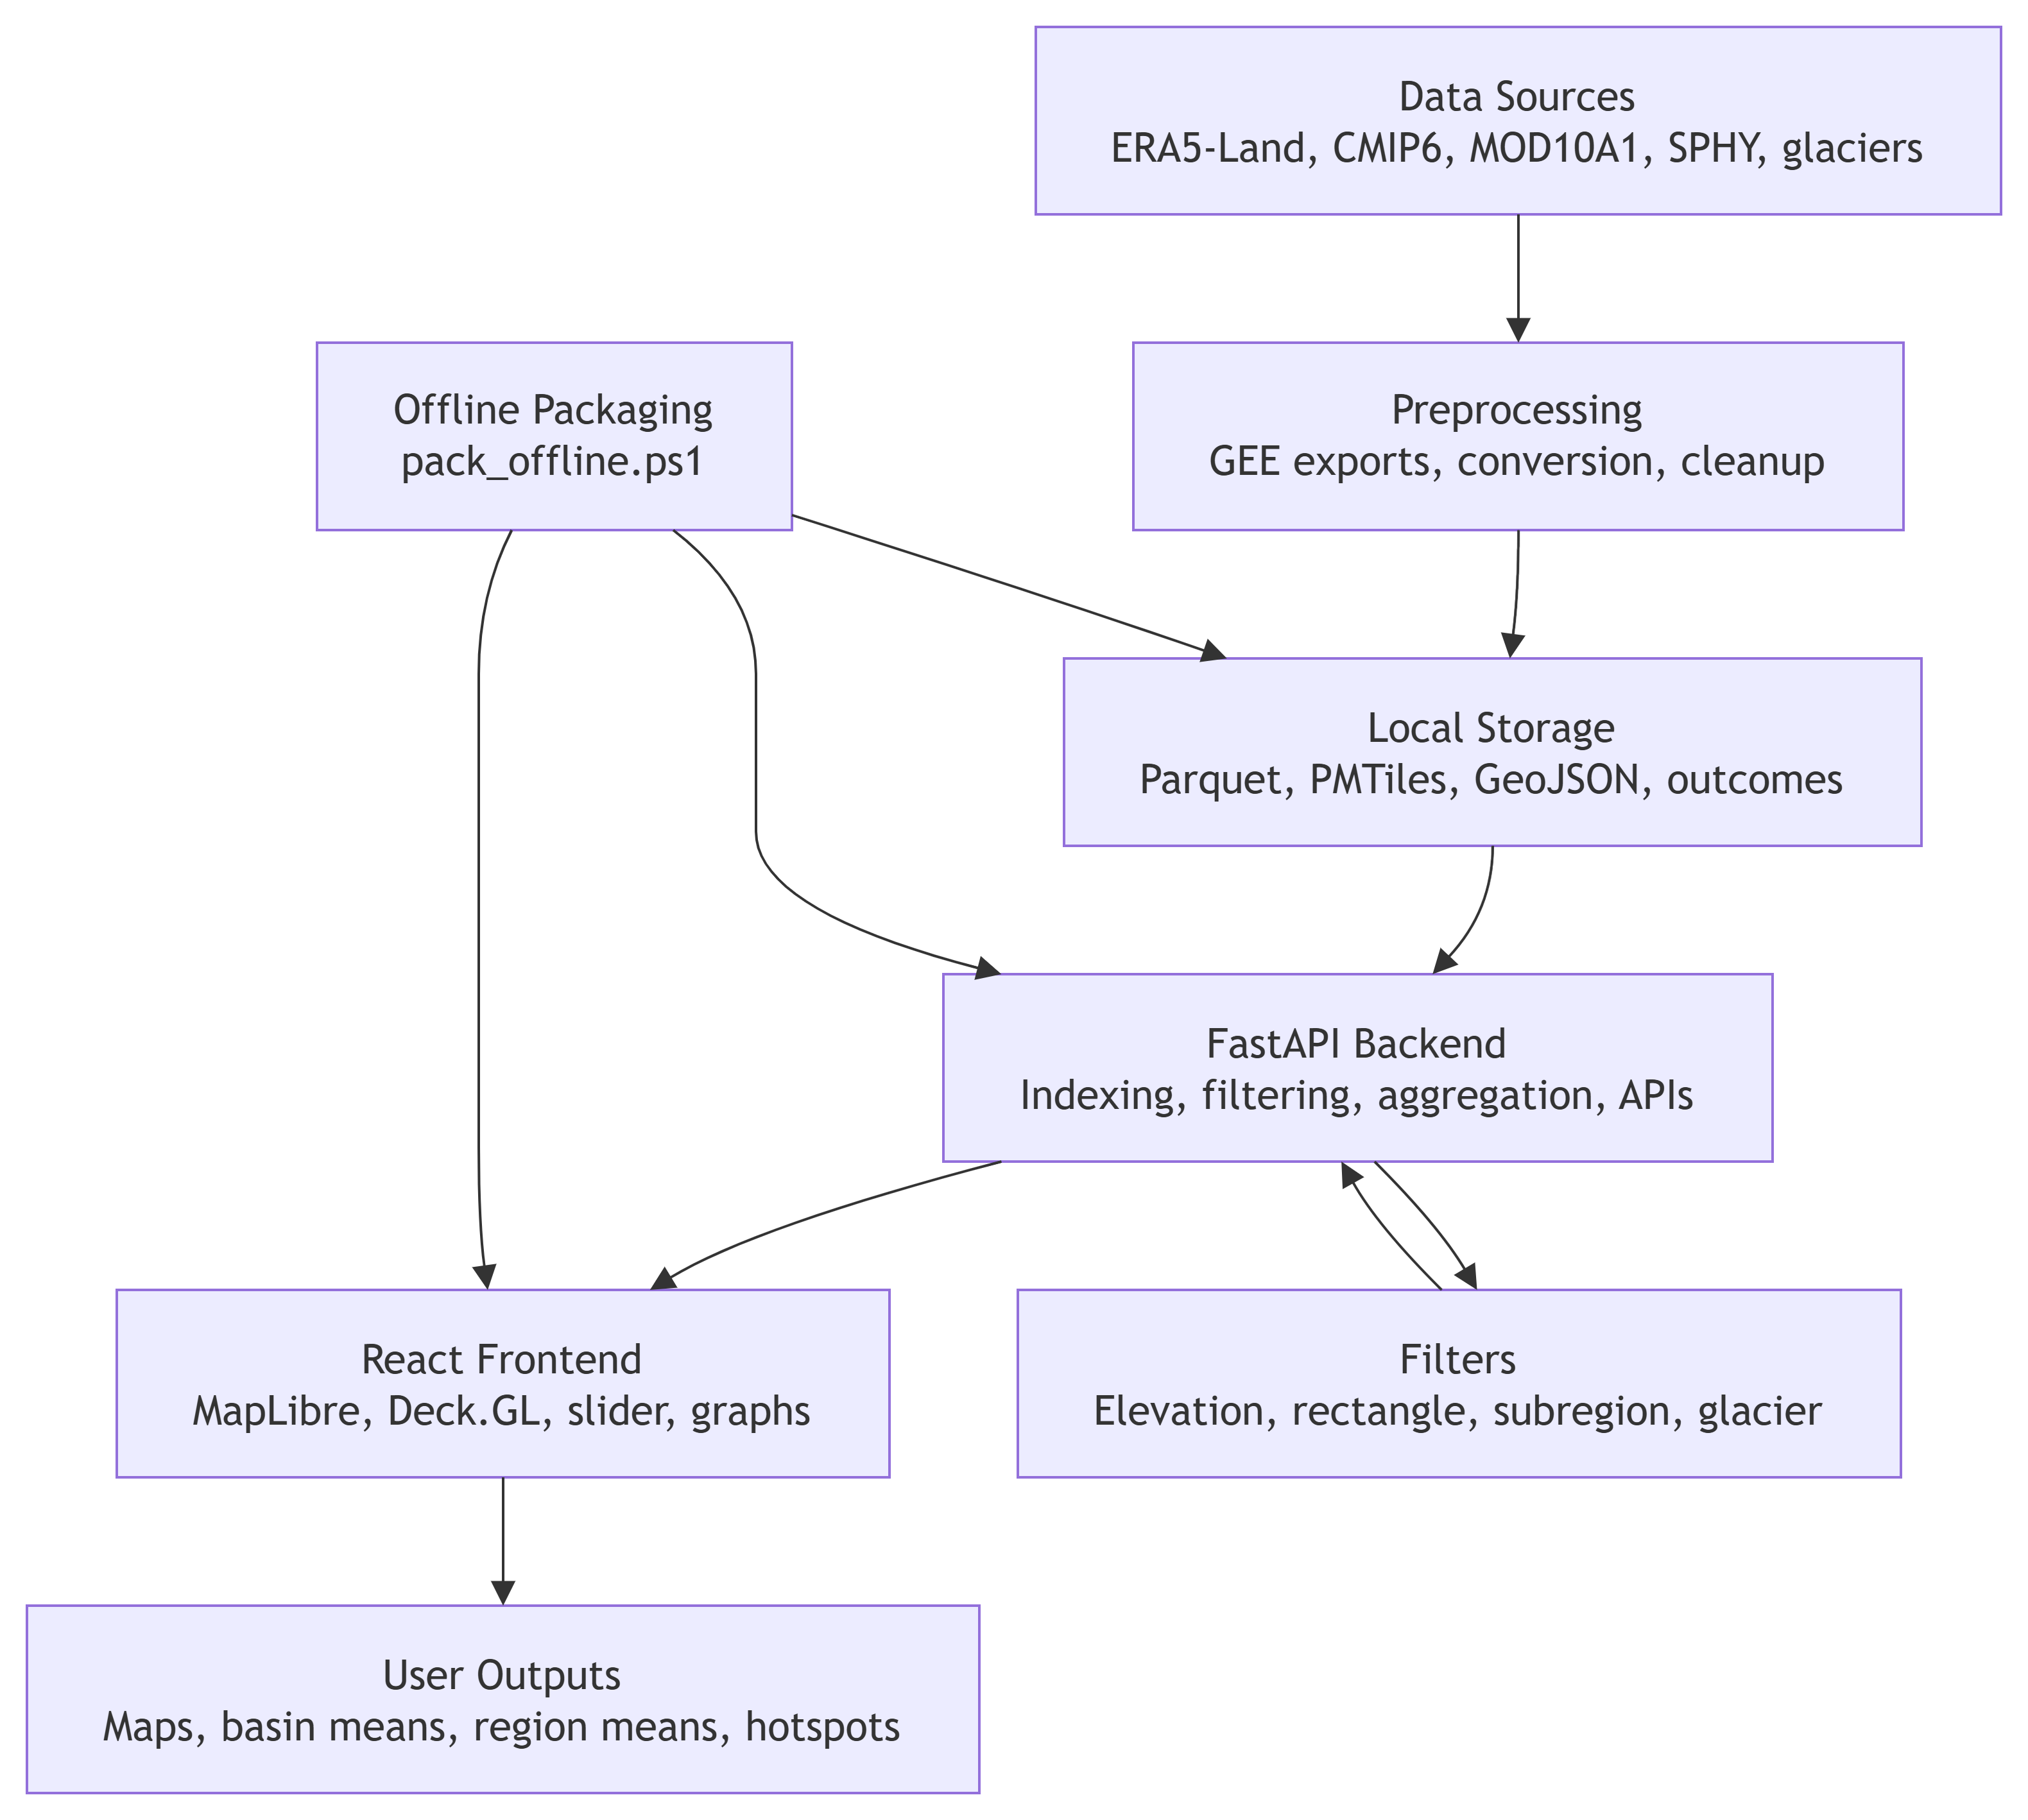 Data Sources
ERA5-Land, CMIP6, MOD10A1, SPHY, glaciers
Offline Packaging
pack_offline.ps1
Preprocessing
GEE exports, conversion, cleanup
Local Storage
Parquet, PMTiles, GeoJSON, outcomes
FastAPI Backend
Indexing, filtering, aggregation, APIs
React Frontend
MapLibre, Deck.GL, slider, graphs
Filters
Elevation, rectangle, subregion, glacier
User Outputs
Maps, basin means, region means, hotspots